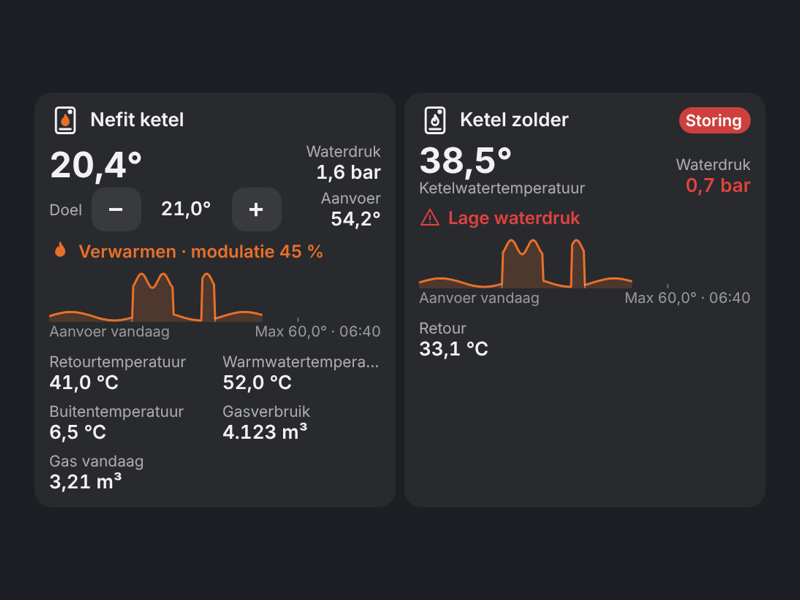 Nefit ketel
20,4°
Waterdruk
1,6 bar
Doel
−
21,0°
+
Aanvoer
54,2°
Verwarmen · modulatie 45 %
Aanvoer vandaag
Max 60,0° · 06:40
Retourtemperatuur
41,0 °C
Warmwatertempera...
52,0 °C
Buitentemperatuur
6,5 °C
Gasverbruik
4.123 m³
Gas vandaag
3,21 m³
Ketel zolder
Storing
38,5°
Ketelwatertemperatuur
Waterdruk
0,7 bar
Lage waterdruk
Aanvoer vandaag
Max 60,0° · 06:40
Retour
33,1 °C